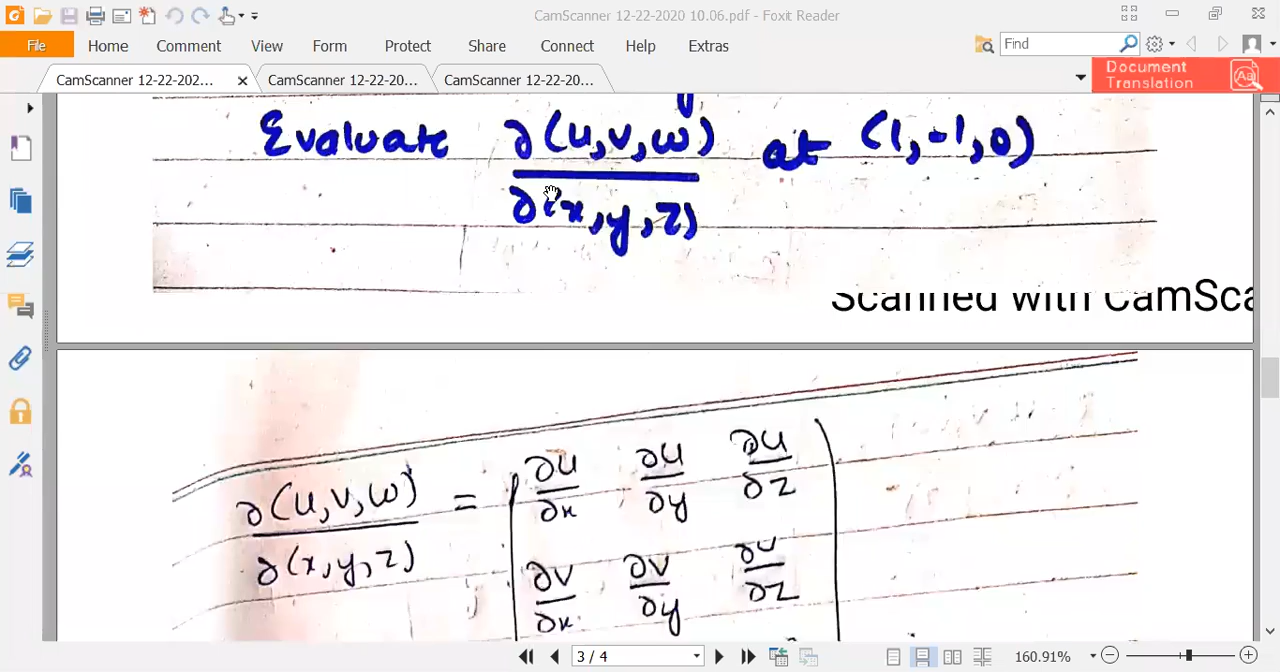 CamScanner 12-22-2020 10.06.pdf - Foxit Reader
File Home Comment View Form Protect Share Connect Help Extras Find
CamScanner 12-22-202... CamScanner 12-22-20... CamScanner 12-22-20...
Document
Translation
Evaluate ∂(u,v,w) at (1,-1,0)
∂(x,y,z)
Scanned with CamSca
∂(u,v,w) = | ∂u/∂x ∂u/∂y ∂u/∂z |
∂(x,y,z) | ∂v/∂x ∂v/∂y ∂v/∂z |
3 / 4 160.91%